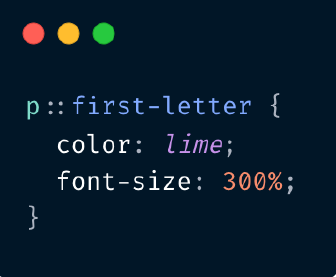 p::first-letter {
  color: lime;
  font-size: 300%;
}